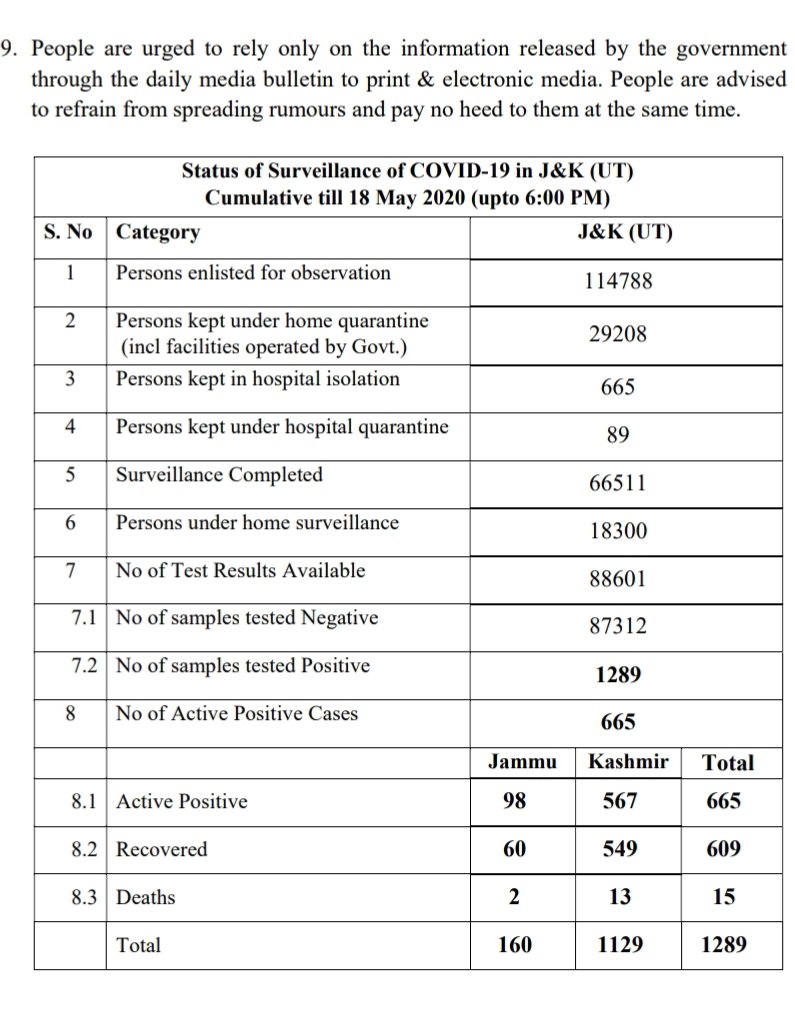 9. People are urged to rely only on the information released by the government
through the daily media bulletin to print & electronic media. People are advised
to refrain from spreading rumours and pay no heed to them at the same time.
Status of Surveillance of COVID-19 in J&K (UT)
Cumulative till 18 May 2020 (upto 6:00 PM)
S. No Category J&K (UT)
1 Persons enlisted for observation 114788
2 Persons kept under home quarantine
(incl facilities operated by Govt.) 29208
3 Persons kept in hospital isolation 665
4 Persons kept under hospital quarantine 89
5 Surveillance Completed 66511
6 Persons under home surveillance 18300
7 No of Test Results Available 88601
7.1 No of samples tested Negative 87312
7.2 No of samples tested Positive 1289
8 No of Active Positive Cases 665
Jammu Kashmir Total
8.1 Active Positive 98 567 665
8.2 Recovered 60 549 609
8.3 Deaths 2 13 15
Total 160 1129 1289